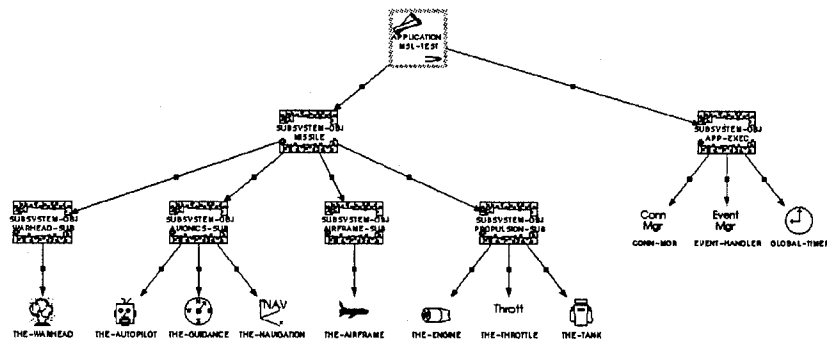 APPLICATION
MSL-TEST
SUBSYSTEM-OBJ
MISSILE
SUBSYSTEM-OBJ
APP-EXEC
SUBSYSTEM-OBJ
WARHEAD-SUB
SUBSYSTEM-OBJ
AVIONICS-SUB
SUBSYSTEM-OBJ
AIRFRAME-SUB
SUBSYSTEM-OBJ
PROPULSION-SUB
Conn
Mgr
CONN-MGR
Event
Mgr
EVENT-HANDLER
GLOBAL-TIMER
THE-WARHEAD
THE-AUTOPILOT
N
THE-GUIDANCE
NAV
THE-NAVIGATION
THE-AIRFRAME
THE-ENGINE
Thrott
THE-THROTTLE
THE-TANK